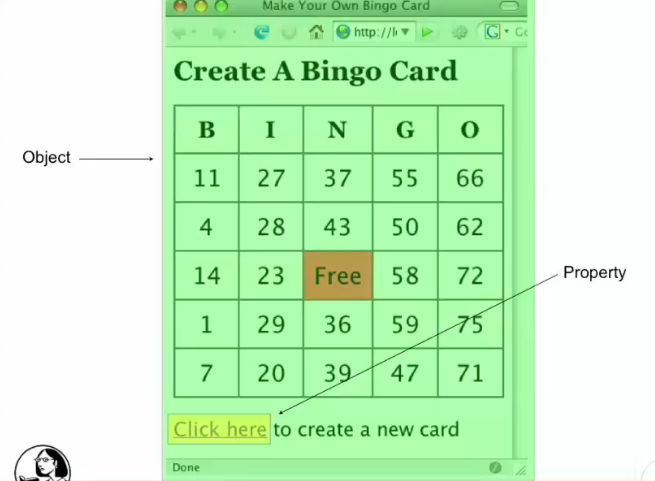 Make Your Own Bingo Card
http://l
G
Create A Bingo Card
B I N G O
Object
11 27 37 55 66
4 28 43 50 62
14 23 Free 58 72
Property
1 29 36 59 75
7 20 39 47 71
Click here to create a new card
Done